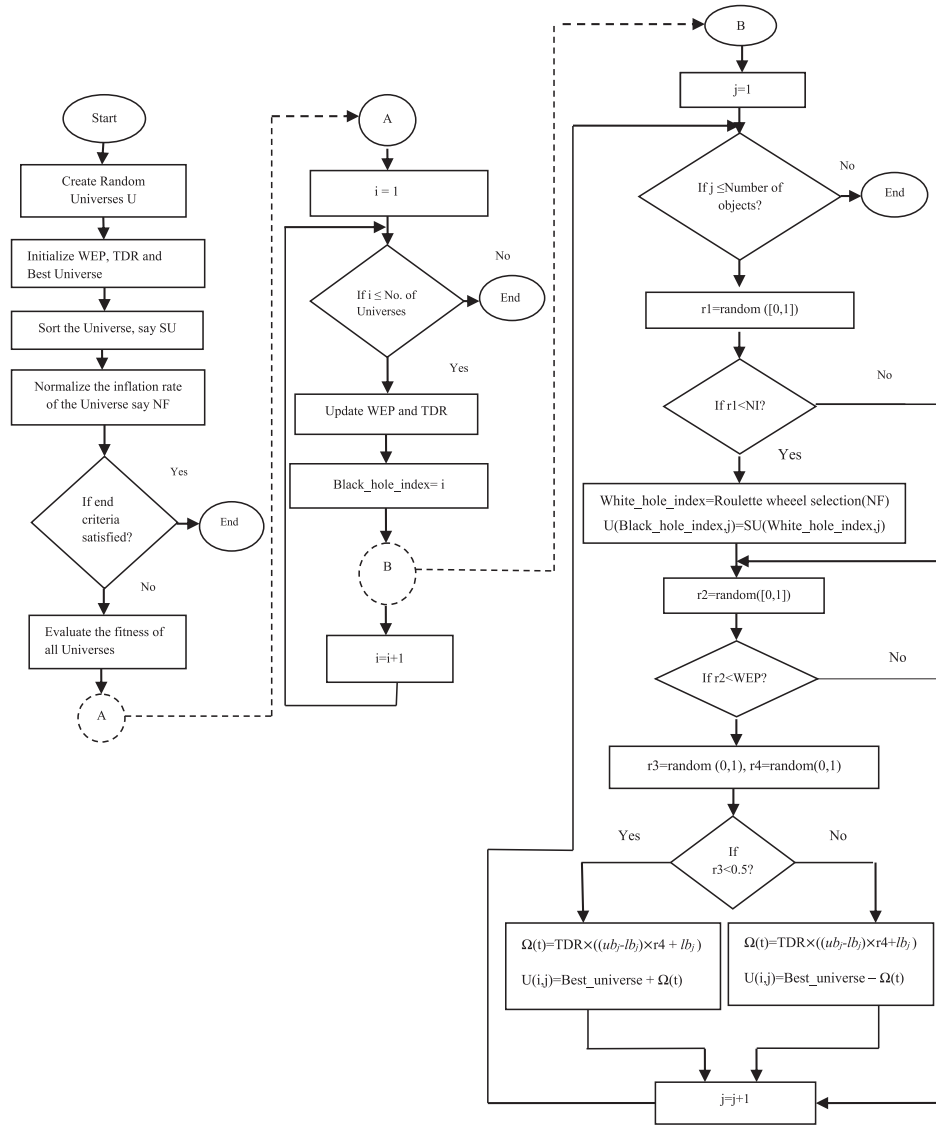 Start
Create Random
Universes U
Initialize WEP, TDR and
Best Universe
Sort the Universe, say SU
Normalize the inflation rate
of the Universe say NF
Yes
If end
criteria
satisfied?
End
No
Evaluate the fitness of
all Universes
A
A
i = 1
No
If i ≤ No. of
Universes
End
Yes
Update WEP and TDR
Black_hole_index= i
B
i=i+1
B
j=1
No
If j ≤Number of
objects?
End
r1=random ([0,1])
No
If r1<NI?
Yes
White_hole_index=Roulette wheeel selection(NF)
U(Black_hole_index,j)=SU(White_hole_index,j)
r2=random([0,1])
No
If r2<WEP?
r3=random (0,1), r4=random(0,1)
Yes
No
If
r3<0.5?
Ω(t)=TDR×((ubj-lbj)×r4 + lbj)
U(i,j)=Best_universe + Ω(t)
Ω(t)=TDR×((ubj-lbj)×r4+lbj)
U(i,j)=Best_universe − Ω(t)
j=j+1